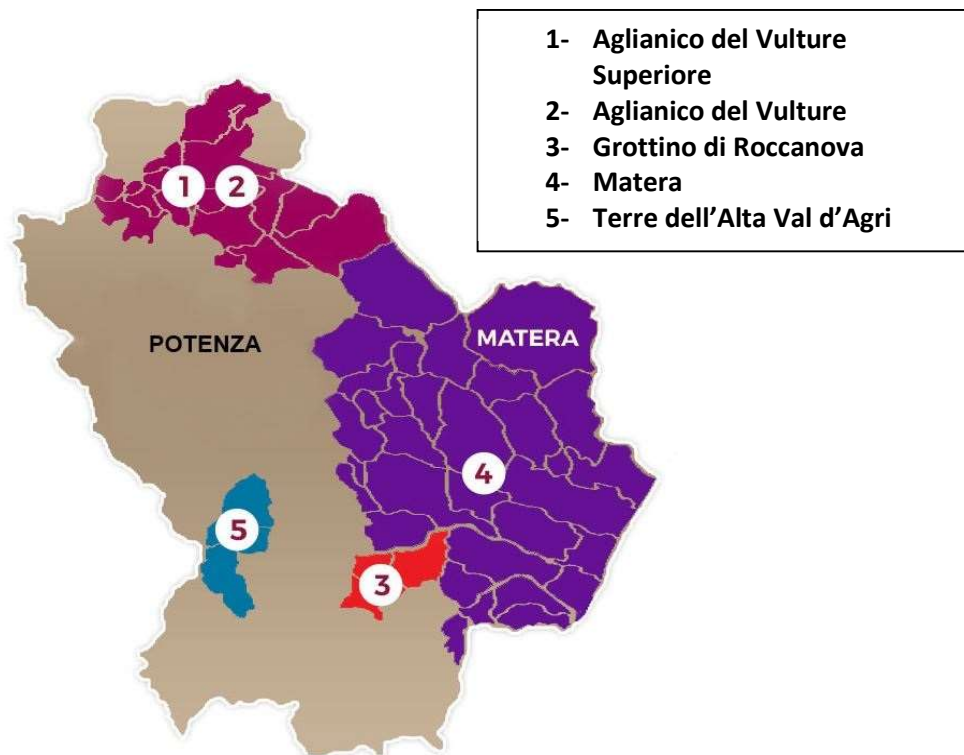 1- Aglianico del Vulture
Superiore
2- Aglianico del Vulture
3- Grottino di Roccanova
4- Matera
5- Terre dell’Alta Val d’Agri
1 2
POTENZA
MATERA
4
5
3